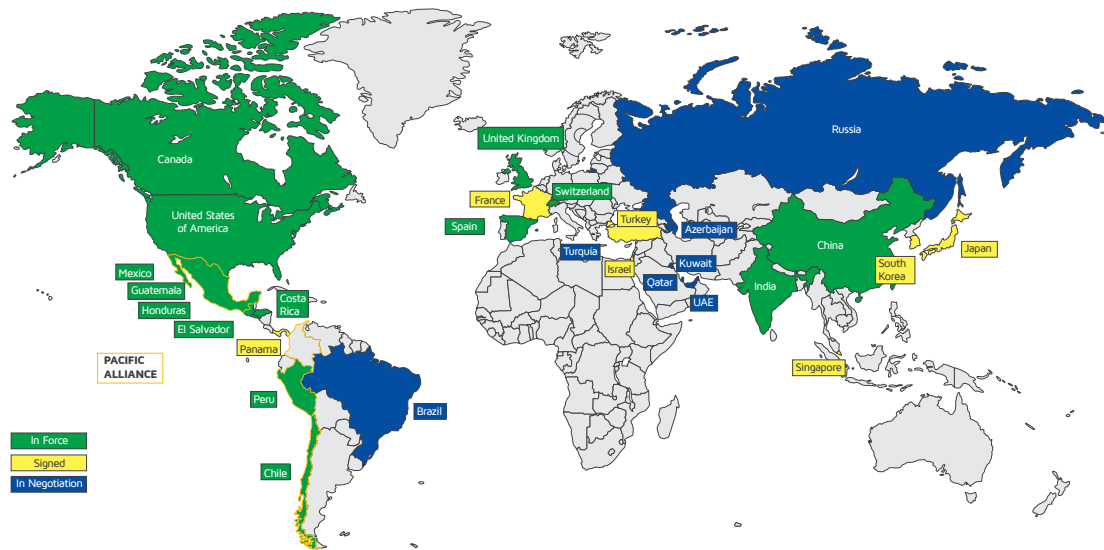 United Kingdom
Russia
Canada
Switzerland
France
United States
of America
Turkey
Spain
Azerbaijan
China
Turquía
Japan
Kuwait
Israel
South
Korea
Mexico
Qatar
India
Guatemala
Costa
Rica
UAE
Honduras
El Salvador
Panama
PACIFIC
ALLIANCE
Singapore
Peru
Brazil
In Force
Signed
Chile
In Negotiation